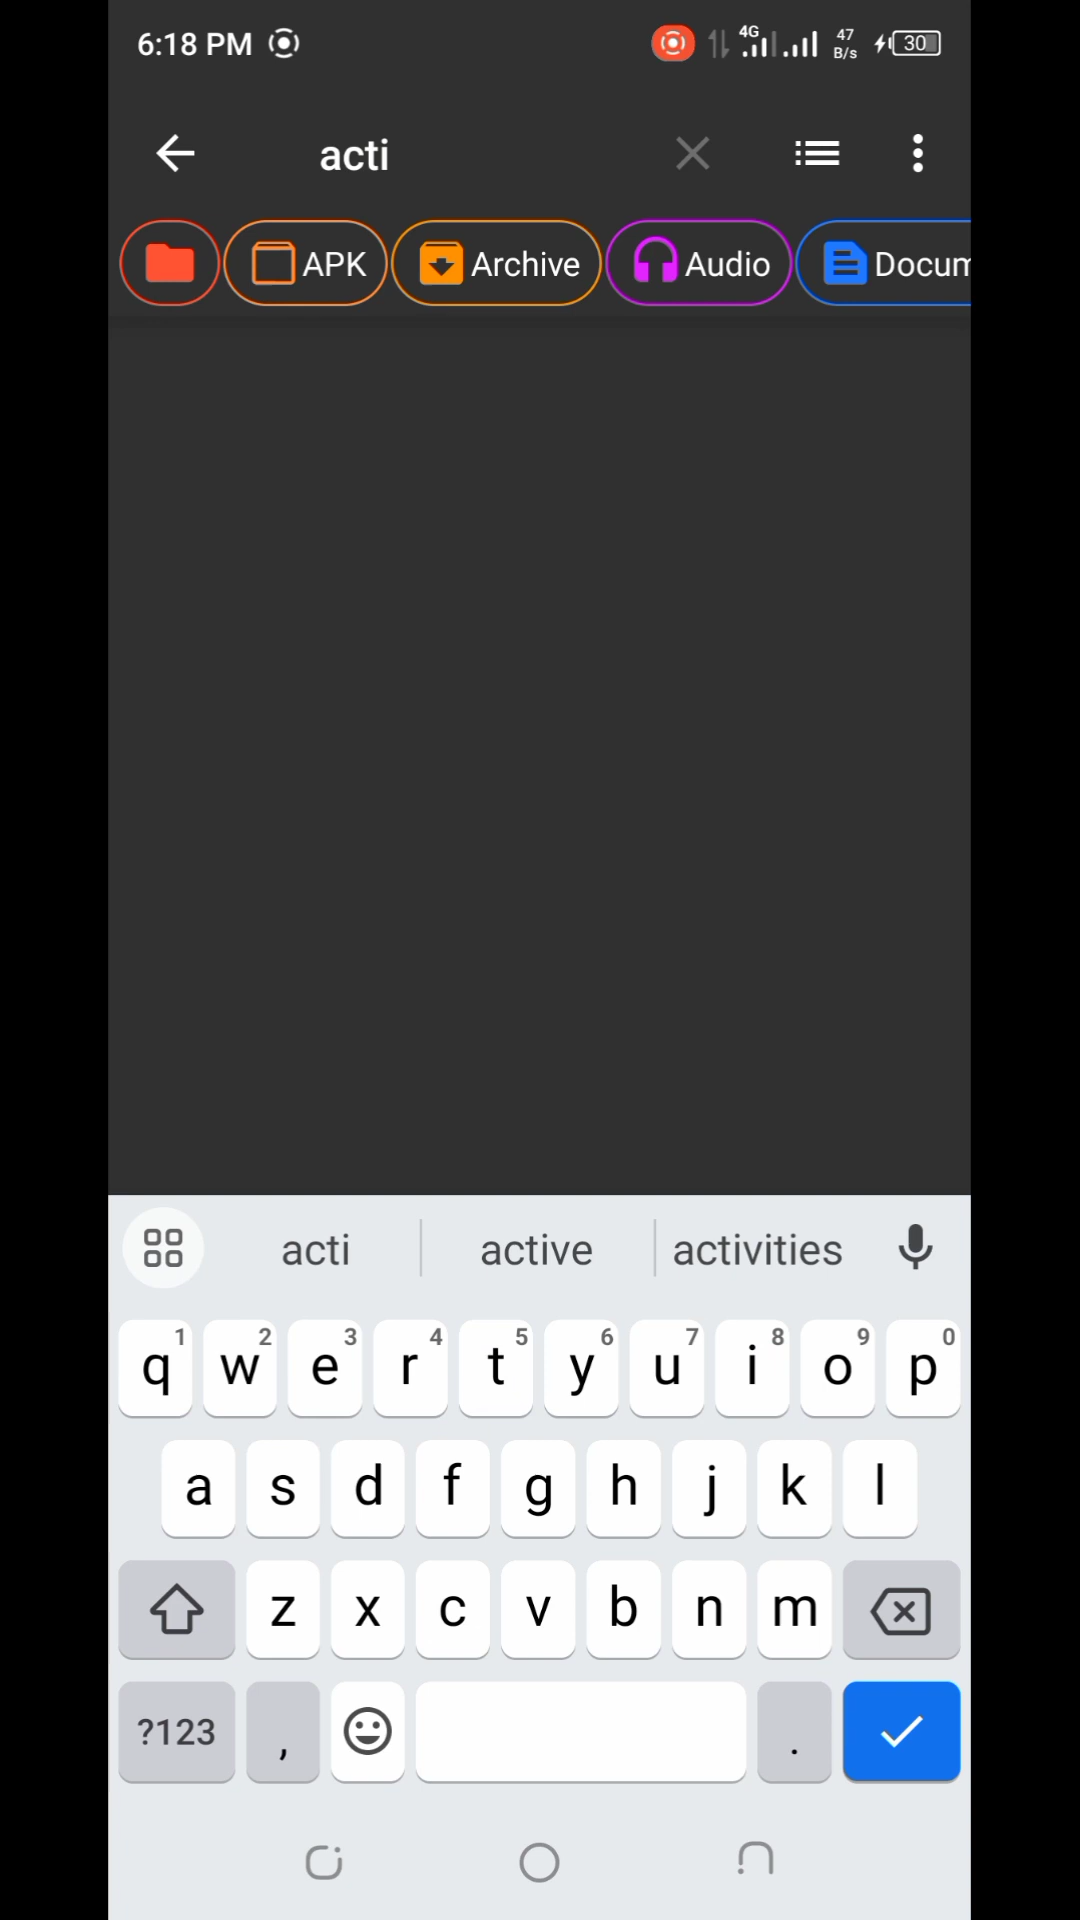 6:18 PM 4G 47 B/s 30
acti
APK Archive Audio Docum
acti active activities
1 2 3 4 5 6 7 8 9 0
q w e r t y u i o p
a s d f g h j k l
z x c v b n m
?123 , .